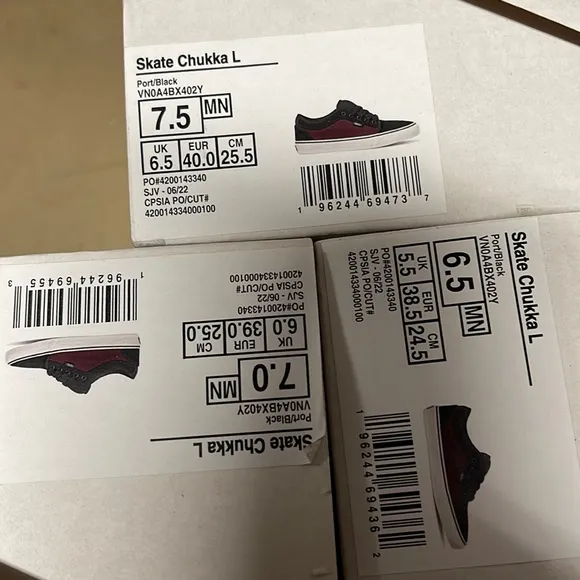 Skate Chukka L
Port/Black
VN0A4BX402Y
7.5 MN
UK EUR CM
6.5 40.0 25.5
PO#4200143340
SJV - 06/22
CPSIA PO/CUT#
420014334000100
1 96244 69473 7
Skate Chukka L
Port/Black
VN0A4BX402Y
7.0 MN
UK EUR CM
6.0 39.0 25.0
PO#4200143340
SJV - 06/22
CPSIA PO/CUT#
420014334000100
1 96244 69455 3
Skate Chukka L
Port/Black
VN0A4BX402Y
6.5 MN
UK EUR CM
5.5 38.5 24.5
PO#4200143340
SJV - 06/22
CPSIA PO/CUT#
420014334000100
1 96244 69436 2